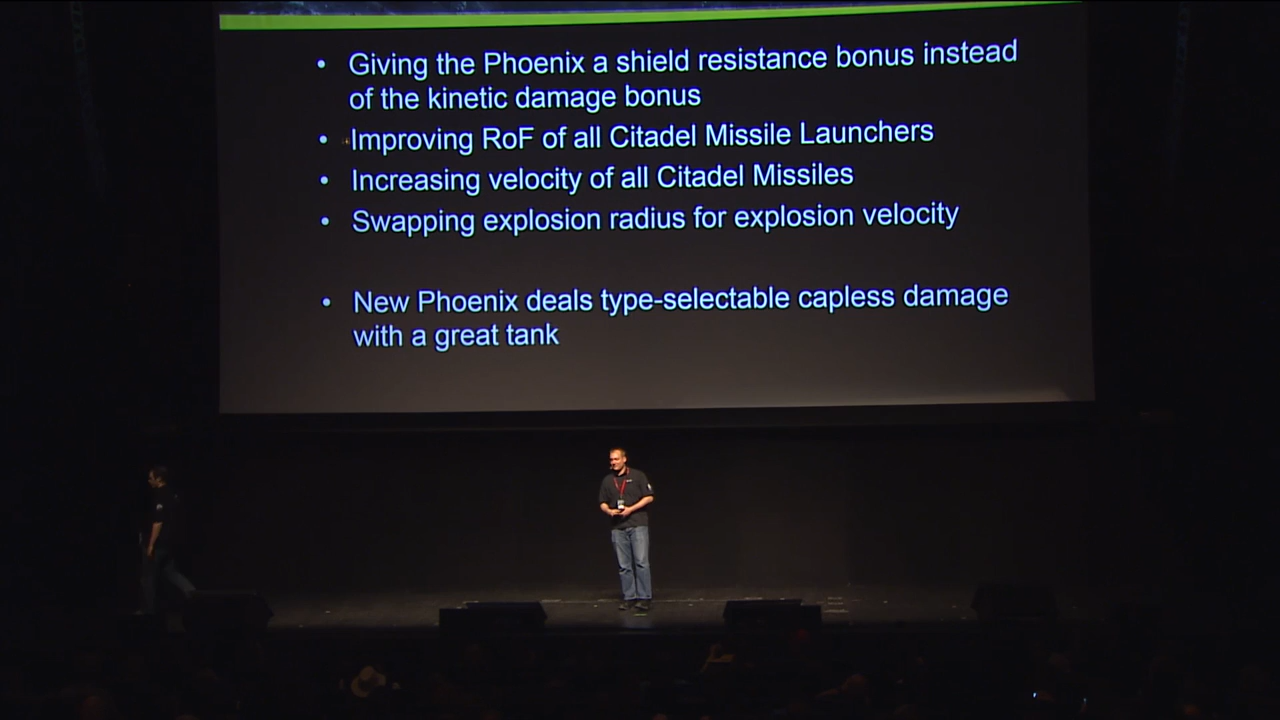 • Giving the Phoenix a shield resistance bonus instead
of the kinetic damage bonus
• Improving RoF of all Citadel Missile Launchers
• Increasing velocity of all Citadel Missiles
• Swapping explosion radius for explosion velocity
• New Phoenix deals type-selectable capless damage
with a great tank